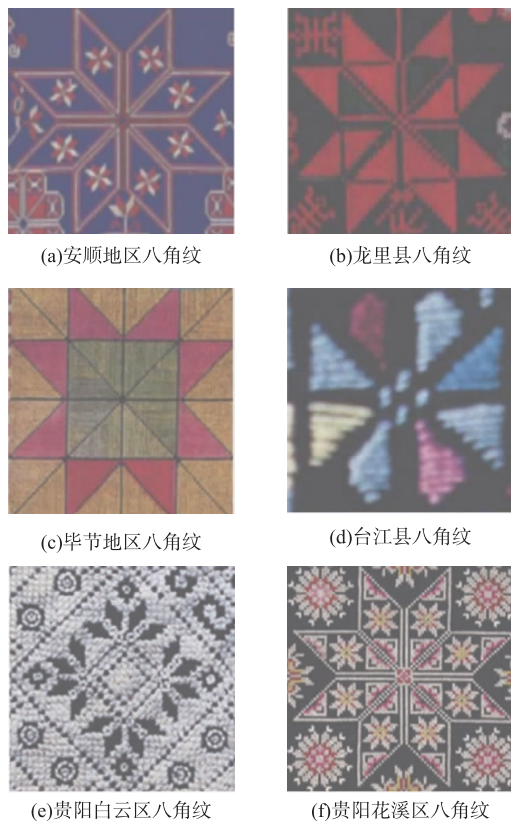 (a)安顺地区八角纹
(b)龙里县八角纹
(c)毕节地区八角纹
(d)台江县八角纹
(e)贵阳白云区八角纹
(f)贵阳花溪区八角纹